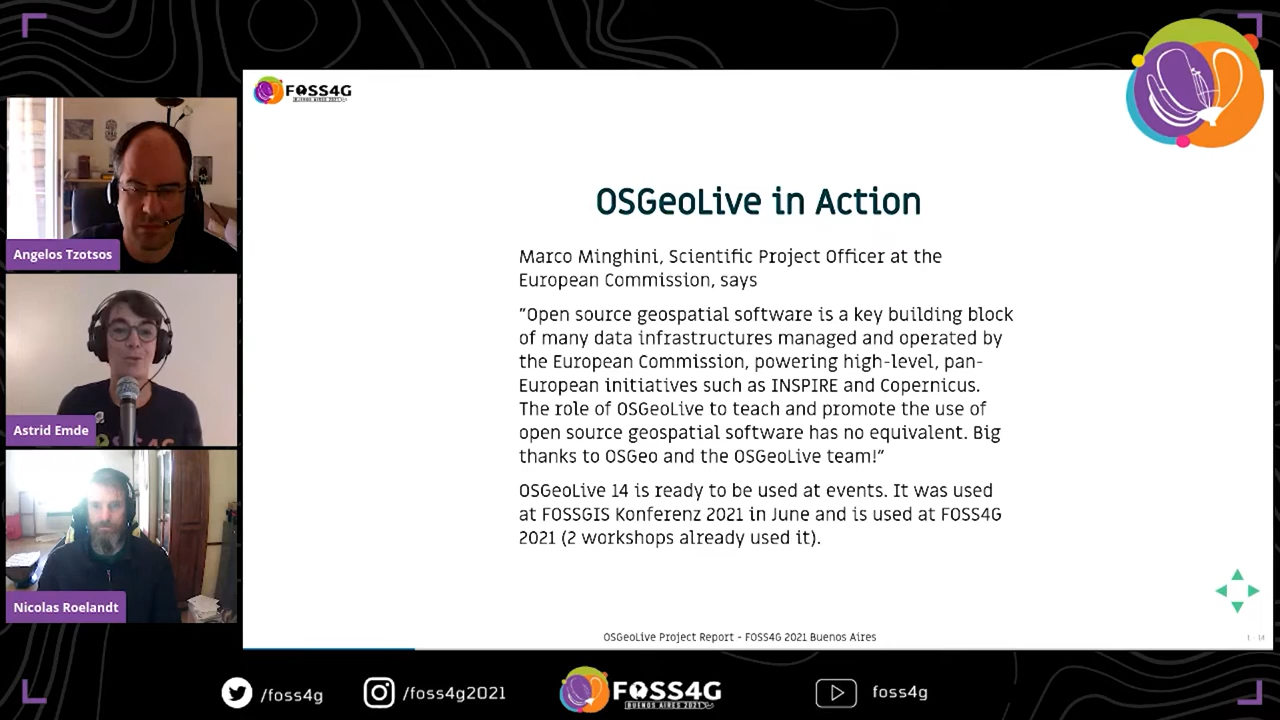 FOSS4G
BUENOS AIRES 2021
OSGeoLive in Action
Marco Minghini, Scientific Project Officer at the
European Commission, says
"Open source geospatial software is a key building block
of many data infrastructures managed and operated by
the European Commission, powering high-level, pan-
European initiatives such as INSPIRE and Copernicus.
The role of OSGeoLive to teach and promote the use of
open source geospatial software has no equivalent. Big
thanks to OSGeo and the OSGeoLive team!"
OSGeoLive 14 is ready to be used at events. It was used
at FOSSGIS Konferenz 2021 in June and is used at FOSS4G
2021 (2 workshops already used it).
OSGeoLive Project Report - FOSS4G 2021 Buenos Aires
Angelos Tzotsos
Astrid Emde
Nicolas Roelandt
/foss4g
/foss4g2021
FOSS4G
BUENOS AIRES 2021
foss4g